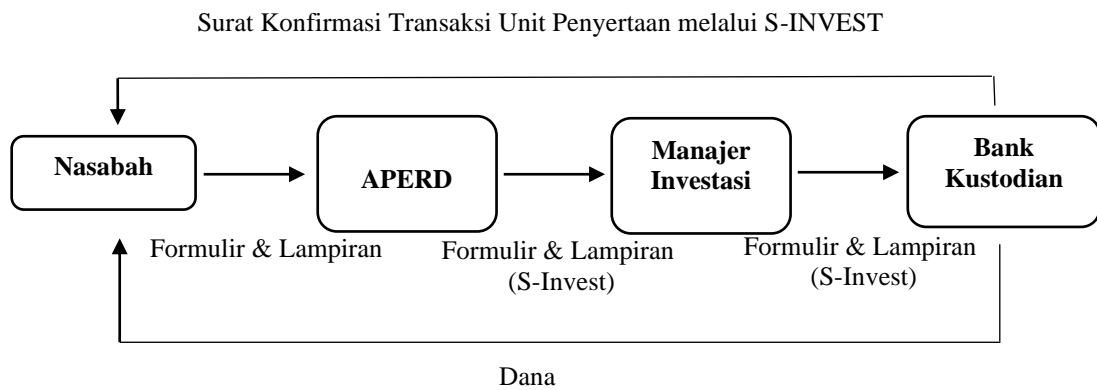 Surat Konfirmasi Transaksi Unit Penyertaan melalui S-INVEST
Nasabah
APERD
Manajer
Investasi
Bank
Kustodian
Formulir & Lampiran
Formulir & Lampiran
(S-Invest)
Formulir & Lampiran
(S-Invest)
Dana